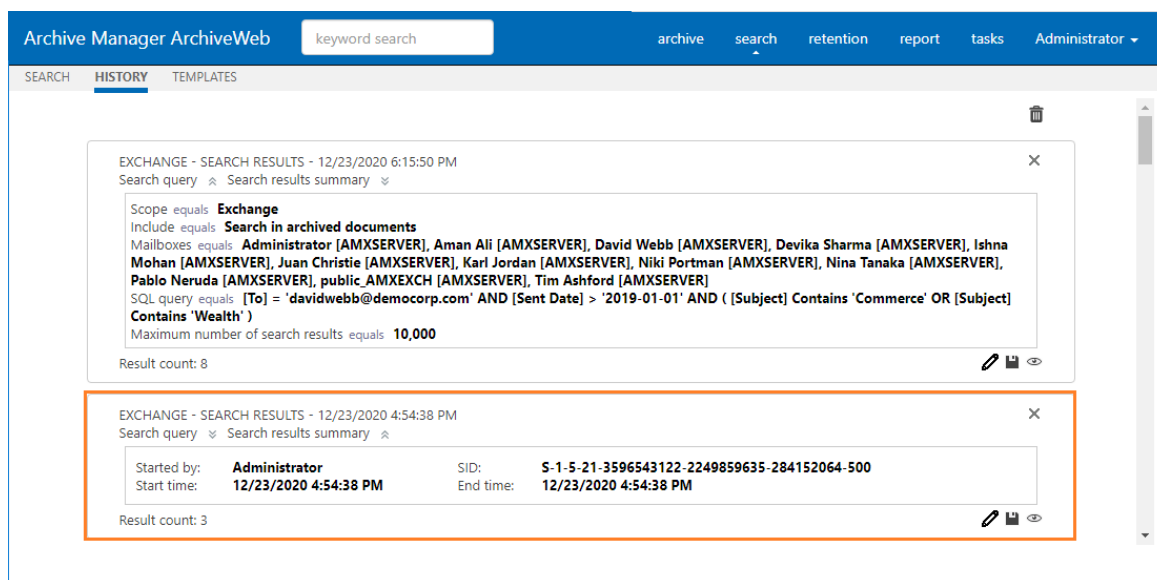 Archive Manager ArchiveWeb keyword search archive search retention report tasks Administrator
SEARCH HISTORY TEMPLATES
EXCHANGE - SEARCH RESULTS - 12/23/2020 6:15:50 PM
Search query Search results summary
Scope equals Exchange
Include equals Search in archived documents
Mailboxes equals Administrator [AMXSERVER], Aman Ali [AMXSERVER], David Webb [AMXSERVER], Devika Sharma [AMXSERVER], Ishna
Mohan [AMXSERVER], Juan Christie [AMXSERVER], Karl Jordan [AMXSERVER], Niki Portman [AMXSERVER], Nina Tanaka [AMXSERVER],
Pablo Neruda [AMXSERVER], public_AMXEXCH [AMXSERVER], Tim Ashford [AMXSERVER]
SQL query equals [To] = 'davidwebb@democorp.com' AND [Sent Date] > '2019-01-01' AND ( [Subject] Contains 'Commerce' OR [Subject]
Contains 'Wealth' )
Maximum number of search results equals 10,000
Result count: 8
EXCHANGE - SEARCH RESULTS - 12/23/2020 4:54:38 PM
Search query Search results summary
Started by: Administrator SID: S-1-5-21-3596543122-2249859635-284152064-500
Start time: 12/23/2020 4:54:38 PM End time: 12/23/2020 4:54:38 PM
Result count: 3